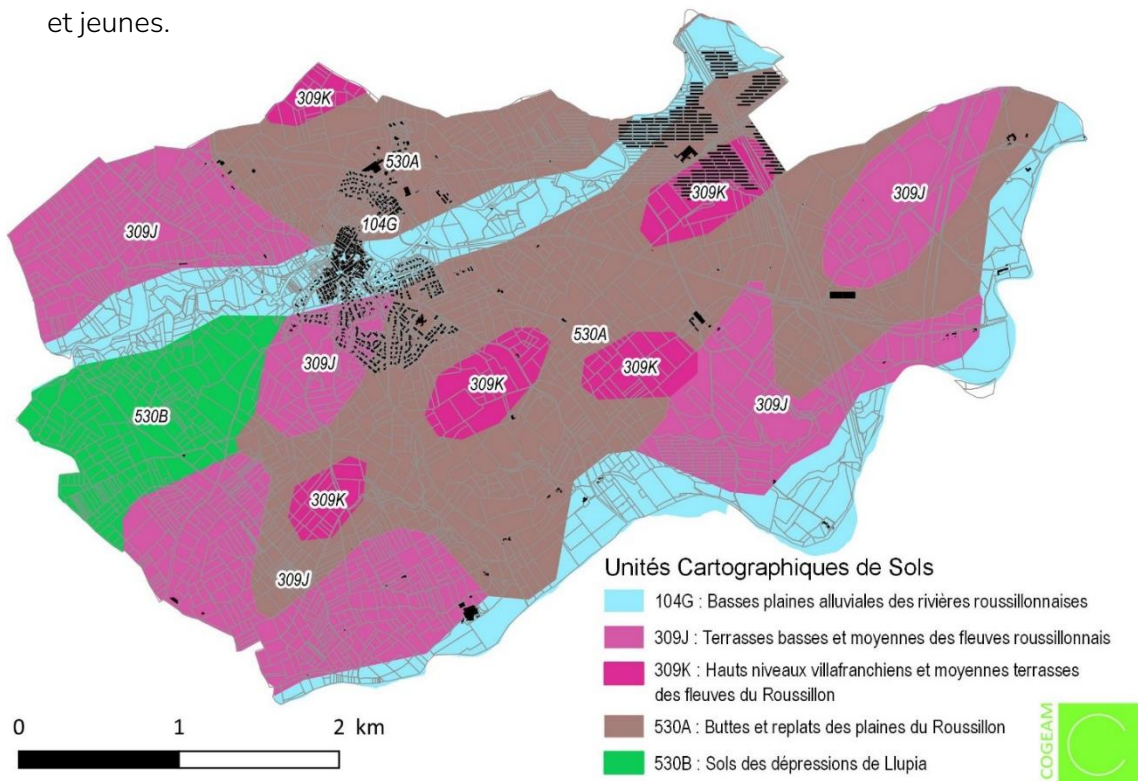 et jeunes.
309K
530A
309K
309J
104G
309J
530A
309J
309K
309K
530B
309J
309K
309J
Unités Cartographiques de Sols
104G : Basses plaines alluviales des rivières roussillonnaises
309J : Terrasses basses et moyennes des fleuves roussillonnais
309K : Hauts niveaux villafranchiens et moyennes terrasses
des fleuves du Roussillon
530A : Buttes et replats des plaines du Roussillon
530B : Sols des dépressions de Llupia
0 1 2 km
COGEAM